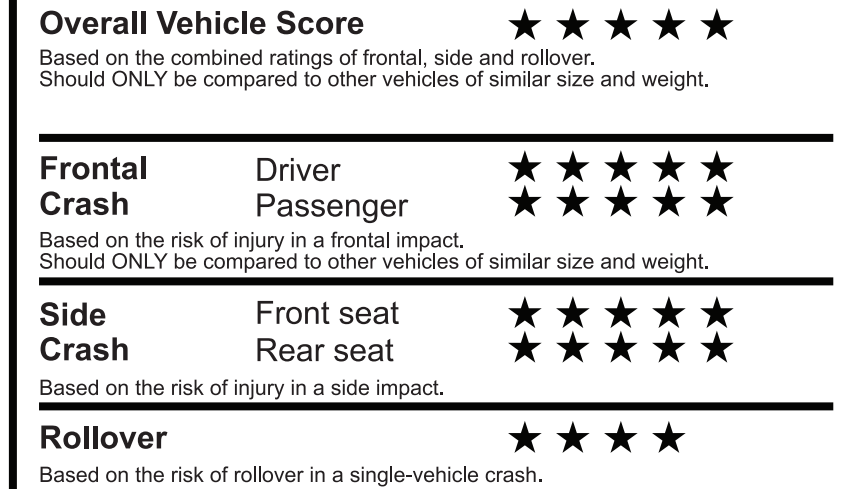 Overall Vehicle Score ★ ★ ★ ★ ★
Based on the combined ratings of frontal, side and rollover.
Should ONLY be compared to other vehicles of similar size and weight.
Frontal Driver ★ ★ ★ ★ ★
Crash Passenger ★ ★ ★ ★ ★
Based on the risk of injury in a frontal impact.
Should ONLY be compared to other vehicles of similar size and weight.
Side Front seat ★ ★ ★ ★ ★
Crash Rear seat ★ ★ ★ ★ ★
Based on the risk of injury in a side impact.
Rollover ★ ★ ★ ★
Based on the risk of rollover in a single-vehicle crash.